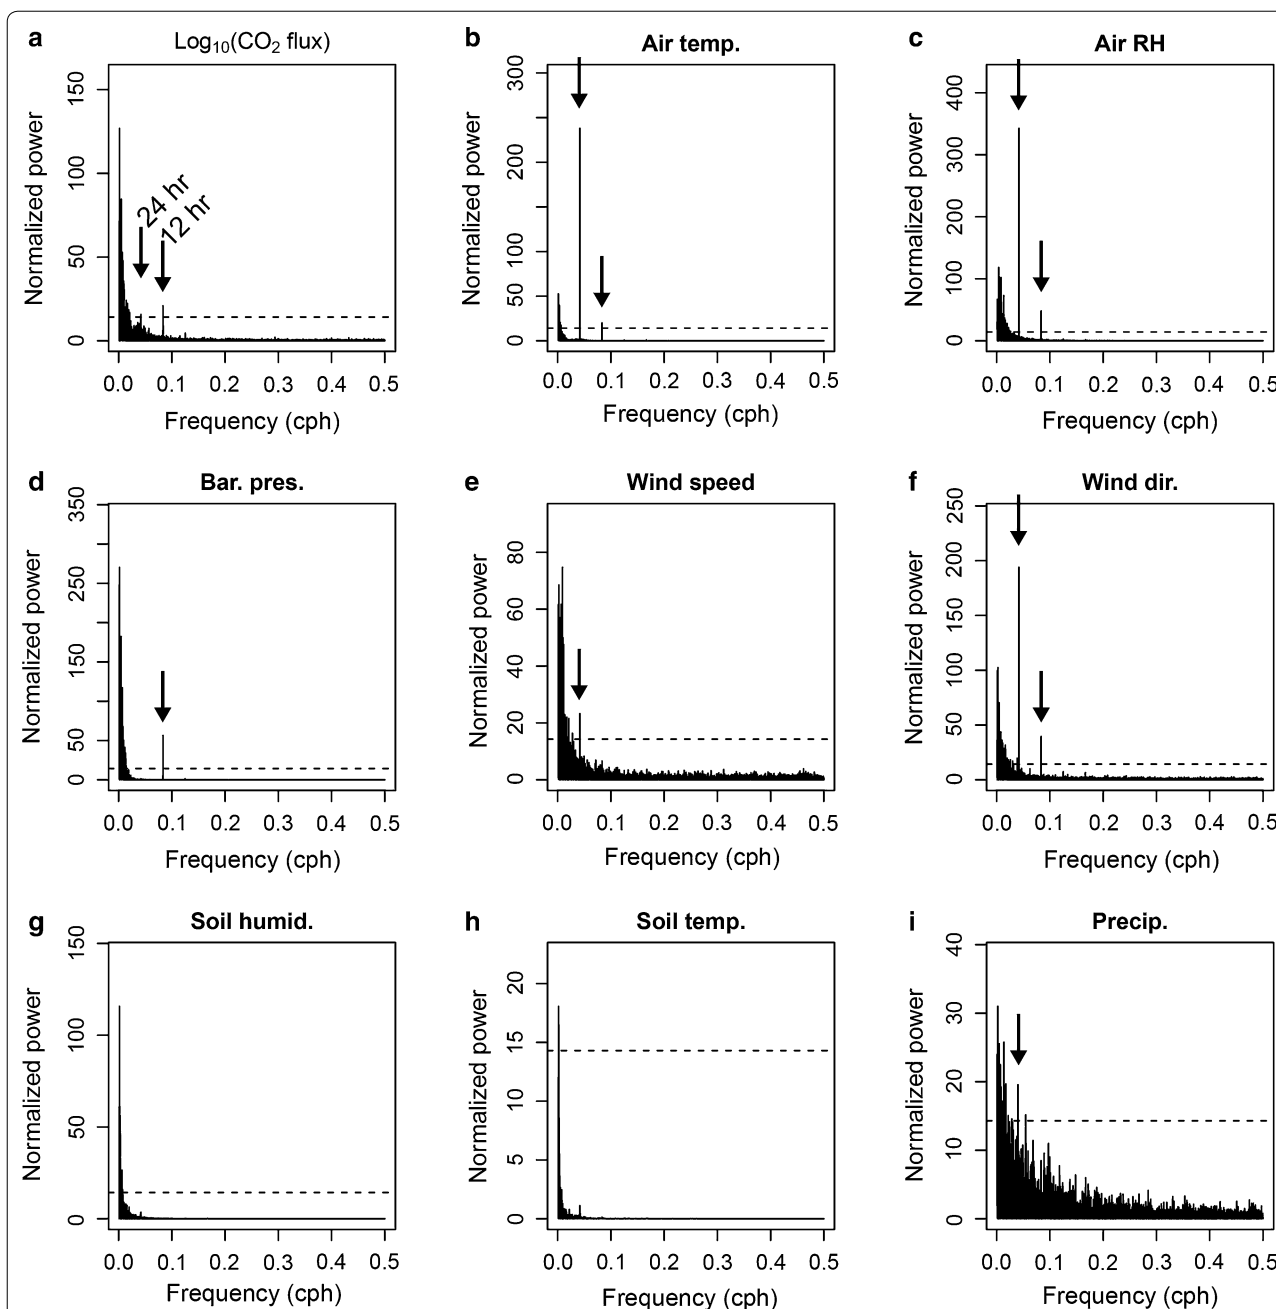 a Log₁₀(CO₂ flux)
Normalized power
150
100
50
0
24 hr
12 hr
0.0 0.1 0.2 0.3 0.4 0.5
Frequency (cph)
b Air temp.
Normalized power
300
200
100
50
0
0.0 0.1 0.2 0.3 0.4 0.5
Frequency (cph)
c Air RH
Normalized power
400
300
200
100
0
0.0 0.1 0.2 0.3 0.4 0.5
Frequency (cph)
d Bar. pres.
Normalized power
350
250
150
50
0
0.0 0.1 0.2 0.3 0.4 0.5
Frequency (cph)
e Wind speed
Normalized power
80
60
40
20
0
0.0 0.1 0.2 0.3 0.4 0.5
Frequency (cph)
f Wind dir.
Normalized power
250
200
150
100
50
0
0.0 0.1 0.2 0.3 0.4 0.5
Frequency (cph)
g Soil humid.
Normalized power
150
100
50
0
0.0 0.1 0.2 0.3 0.4 0.5
Frequency (cph)
h Soil temp.
Normalized power
20
15
10
5
0
0.0 0.1 0.2 0.3 0.4 0.5
Frequency (cph)
i Precip.
Normalized power
40
30
20
10
0
0.0 0.1 0.2 0.3 0.4 0.5
Frequency (cph)